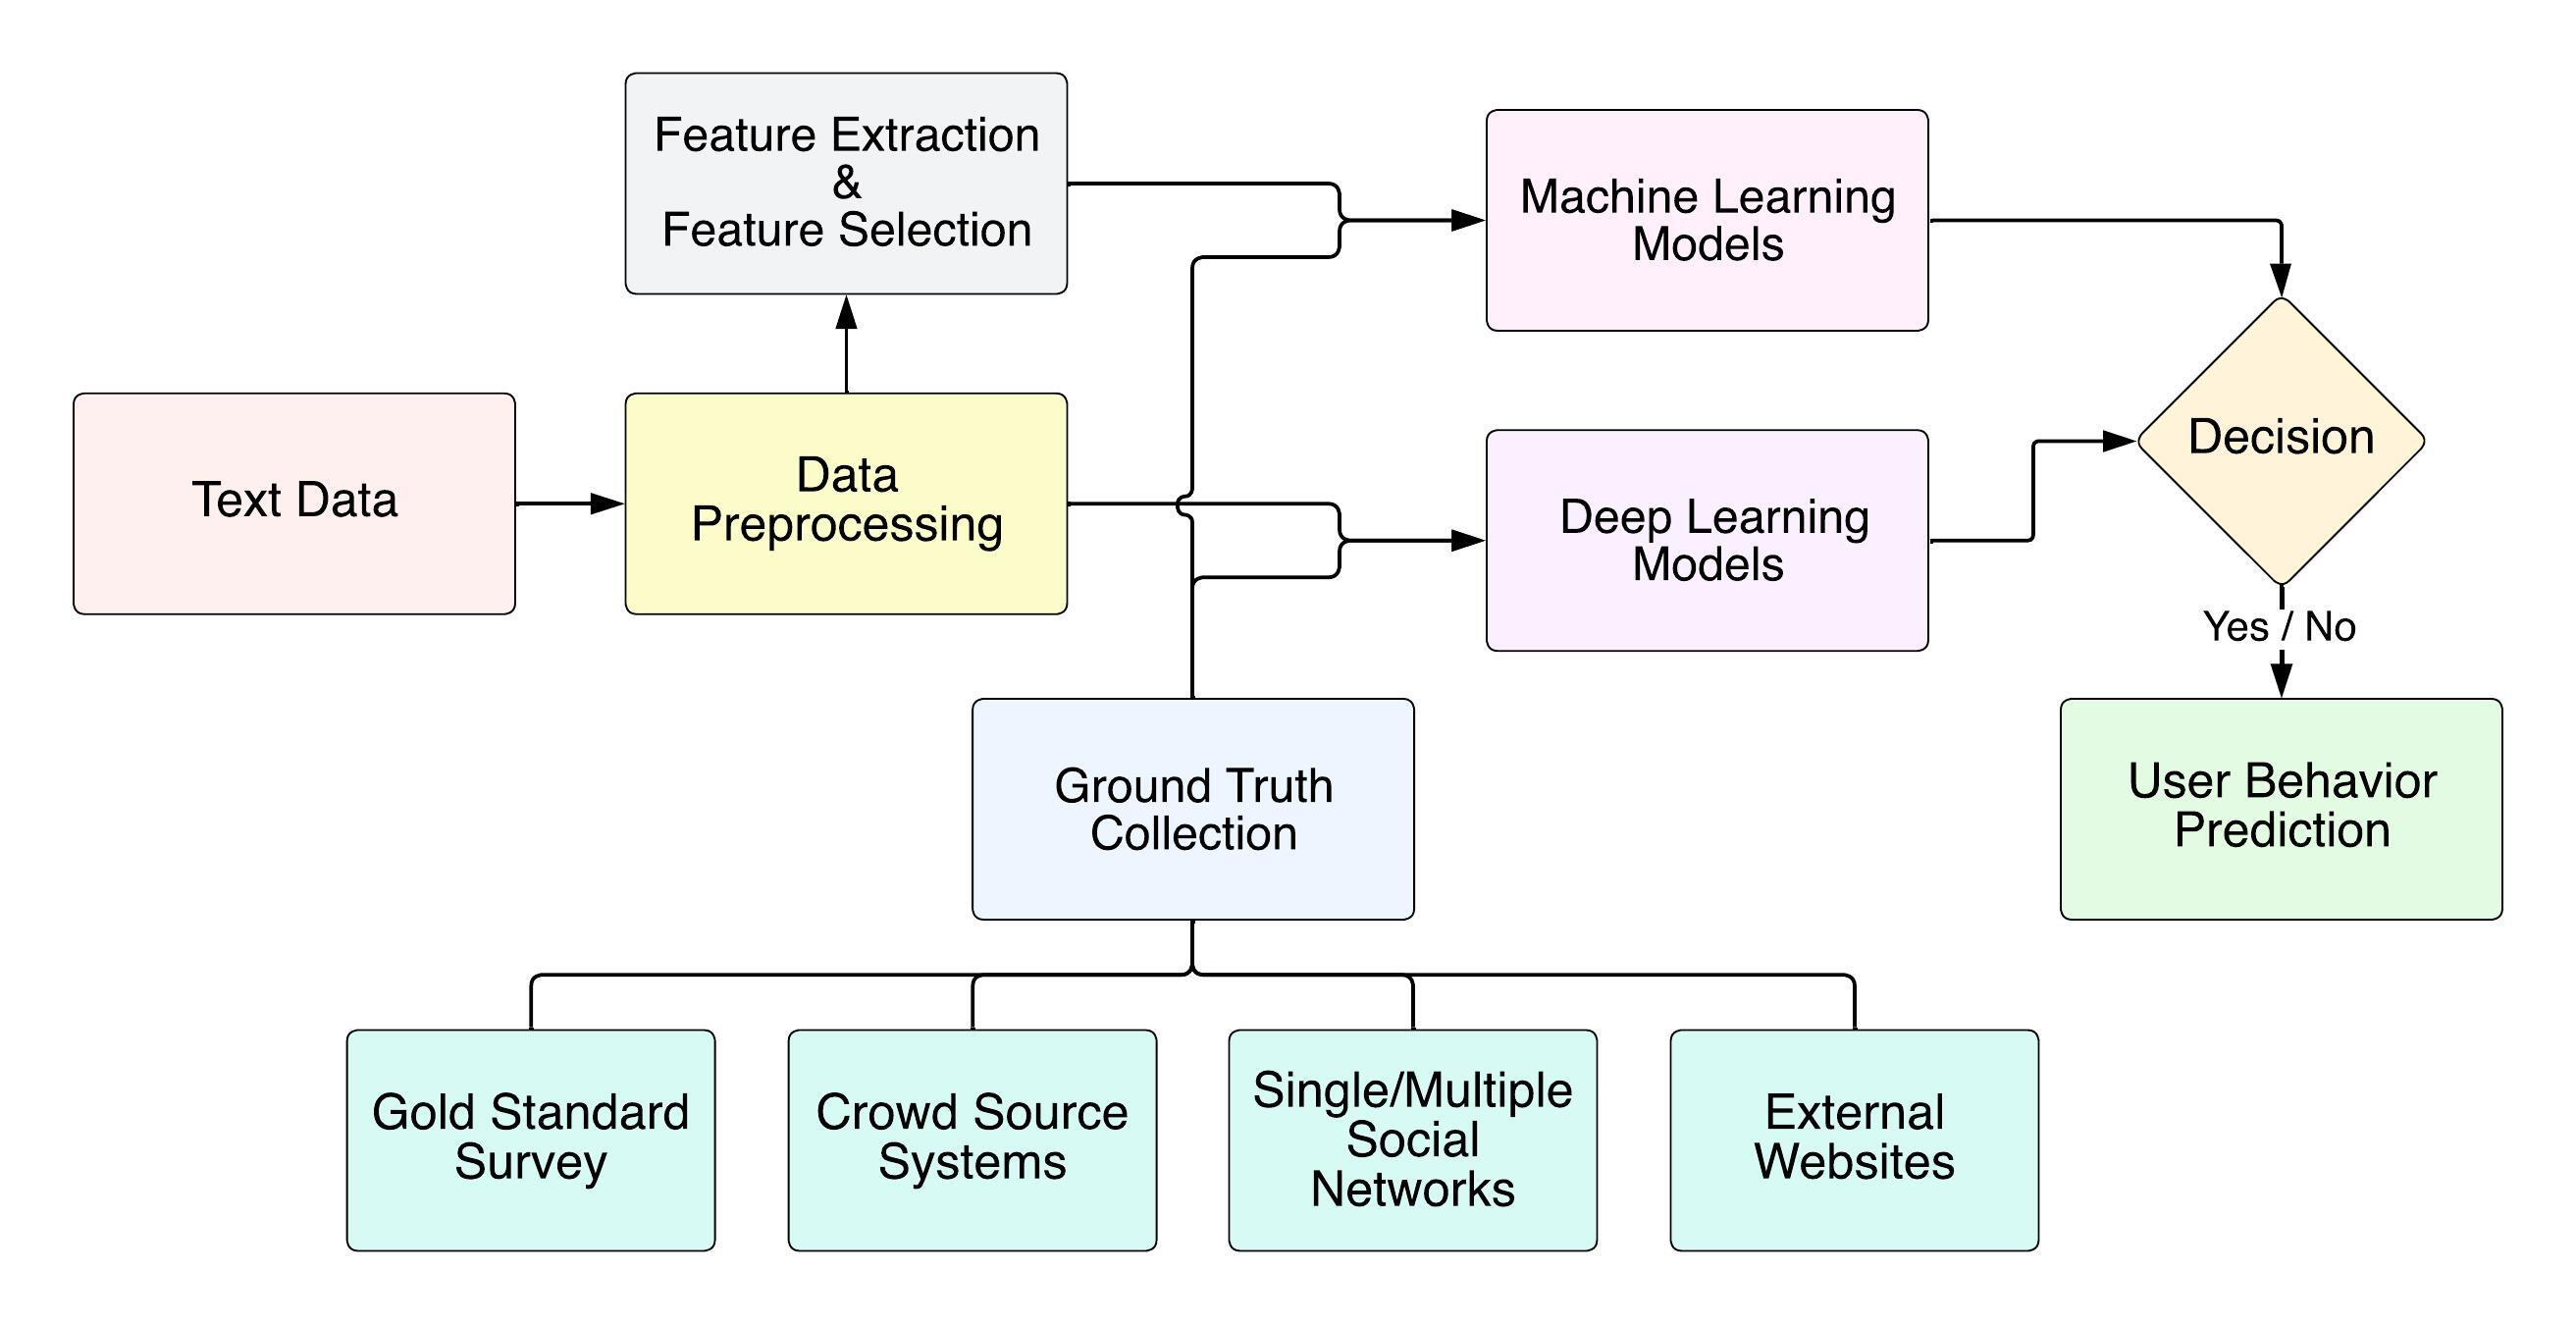 Feature Extraction
&
Feature Selection
Machine Learning
Models
Text Data
Data
Preprocessing
Deep Learning
Models
Decision
Yes / No
Ground Truth
Collection
User Behavior
Prediction
Gold Standard
Survey
Crowd Source
Systems
Single/Multiple
Social
Networks
External
Websites